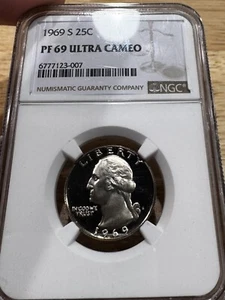 1969 S 25C
PF 69 ULTRA CAMEO
6777123-007
NUMISMATIC GUARANTY COMPANY
NGC
LIBERTY
IN GOD WE
TRUST
S
1969